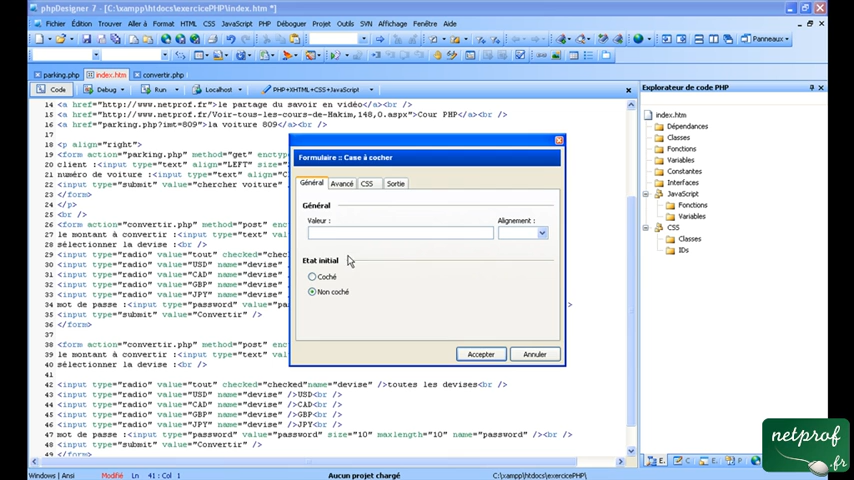 phpDesigner 7 - [C:\xampp\htdocs\exercicePHP\index.htm *]
Fichier Édition Trouver Aller à Format HTML CSS JavaScript PHP Déboguer Projet Outils SVN Affichage Fenêtre Aide
Panneaux
parking.php index.htm convertir.php
Code Debug Run Localhost PHP+XHTML+CSS+JavaScript
14 <a href="http://www.netprof.fr">le partage du savoir en vidéo</a><br />
15 <a href="http://www.netprof.fr/Voir-tous-les-cours-de-Hakim,148,0.aspx">Cour PHP</a><br />
16 <a href="parking.php?imt=809">la voiture 809</a><br />
17
18 <p align="right">
19 <form action="parking.php" method="get" enctyp
20 client :<input type="text" align="LEFT" size="
21 numéro de voiture :<input type="text" align="
22 <input type="submit" value="chercher voiture"
23 </form>
24 </p>
25 <br />
26 <form action="convertir.php" method="post" enc
27 le montant à convertir :<input type="text" val
28 sélectionner la devise :<br />
29 <input type="radio" value="tout" checked="chec
30 <input type="radio" value="USD" name="devise"
31 <input type="radio" value="CAD" name="devise"
32 <input type="radio" value="GBP" name="devise"
33 <input type="radio" value="JPY" name="devise"
34 mot de passe :<input type="password" value="pa
35 <input type="submit" value="Convertir" />
36 </form>
37
38 <form action="convertir.php" method="post" enc
39 le montant à convertir :<input type="text" val
40 sélectionner la devise :<br />
41
42 <input type="radio" value="tout" checked="checked"name="devise" />toutes les devises<br />
43 <input type="radio" value="USD" name="devise" />USD<br />
44 <input type="radio" value="CAD" name="devise" />CAD<br />
45 <input type="radio" value="GBP" name="devise" />GBP<br />
46 <input type="radio" value="JPY" name="devise" />JPY<br />
47 mot de passe :<input type="password" value="password" size="10" maxlength="10" name="password" /><br />
48 <input type="submit" value="Convertir" />
49 </form>
Formulaire :: Case à cocher
Général Avancé CSS Sortie
Général
Valeur : Alignement :
Etat initial
Coché
Non coché
Accepter Annuler
Explorateur de code PHP
index.htm
Dépendances
Classes
Fonctions
Variables
Constantes
Interfaces
JavaScript
Fonctions
Variables
CSS
Classes
IDs
E. C P
Windows | Ansi Modifié Ln : 41 : Col : 1 Aucun projet chargé C:\xampp\htdocs\exercicePHP\
netprof
.fr